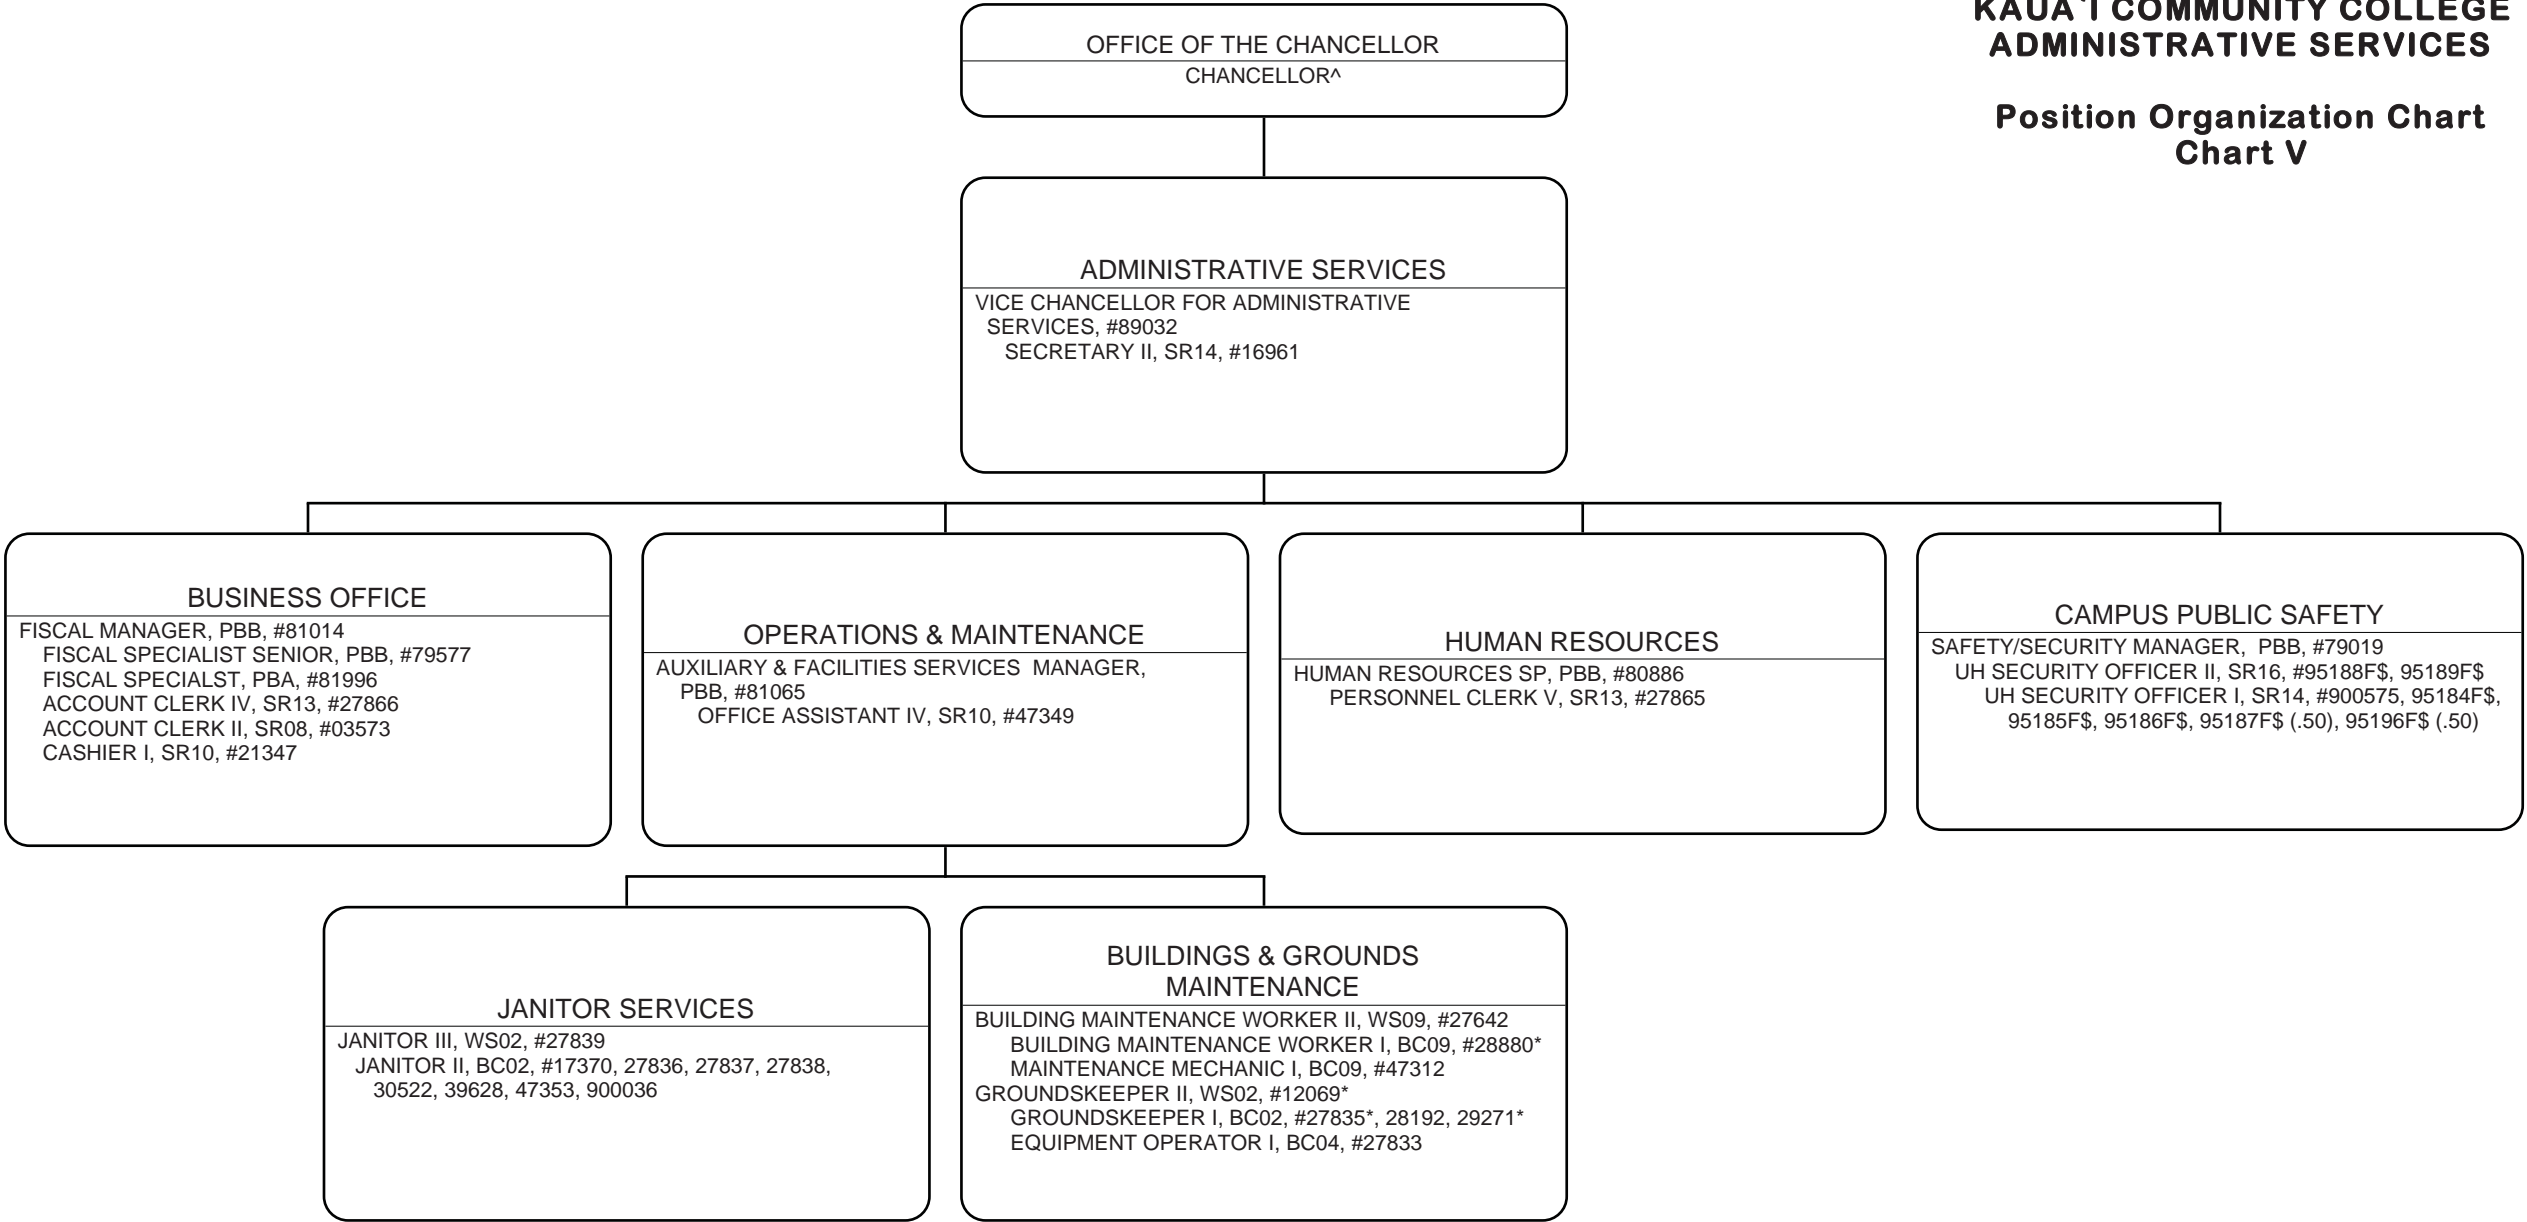 KAUA`I COMMUNITY COLLEGE
ADMINISTRATIVE SERVICES
Position Organization Chart
Chart V
OFFICE OF THE CHANCELLOR
CHANCELLOR^
ADMINISTRATIVE SERVICES
VICE CHANCELLOR FOR ADMINISTRATIVE
SERVICES, #89032
SECRETARY II, SR14, #16961
BUSINESS OFFICE
FISCAL MANAGER, PBB, #81014
FISCAL SPECIALIST SENIOR, PBB, #79577
FISCAL SPECIALST, PBA, #81996
ACCOUNT CLERK IV, SR13, #27866
ACCOUNT CLERK II, SR08, #03573
CASHIER I, SR10, #21347
OPERATIONS & MAINTENANCE
AUXILIARY & FACILITIES SERVICES  MANAGER,
PBB, #81065
OFFICE ASSISTANT IV, SR10, #47349
HUMAN RESOURCES
HUMAN RESOURCES SP, PBB, #80886
PERSONNEL CLERK V, SR13, #27865
CAMPUS PUBLIC SAFETY
SAFETY/SECURITY MANAGER,  PBB, #79019
UH SECURITY OFFICER II, SR16, #95188F$, 95189F$
UH SECURITY OFFICER I, SR14, #900575, 95184F$,
95185F$, 95186F$, 95187F$ (.50), 95196F$ (.50)
JANITOR SERVICES
JANITOR III, WS02, #27839
JANITOR II, BC02, #17370, 27836, 27837, 27838,
30522, 39628, 47353, 900036
BUILDINGS & GROUNDS
MAINTENANCE
BUILDING MAINTENANCE WORKER II, WS09, #27642
BUILDING MAINTENANCE WORKER I, BC09, #28880*
MAINTENANCE MECHANIC I, BC09, #47312
GROUNDSKEEPER II, WS02, #12069*
GROUNDSKEEPER I, BC02, #27835*, 28192, 29271*
EQUIPMENT OPERATOR I, BC04, #27833